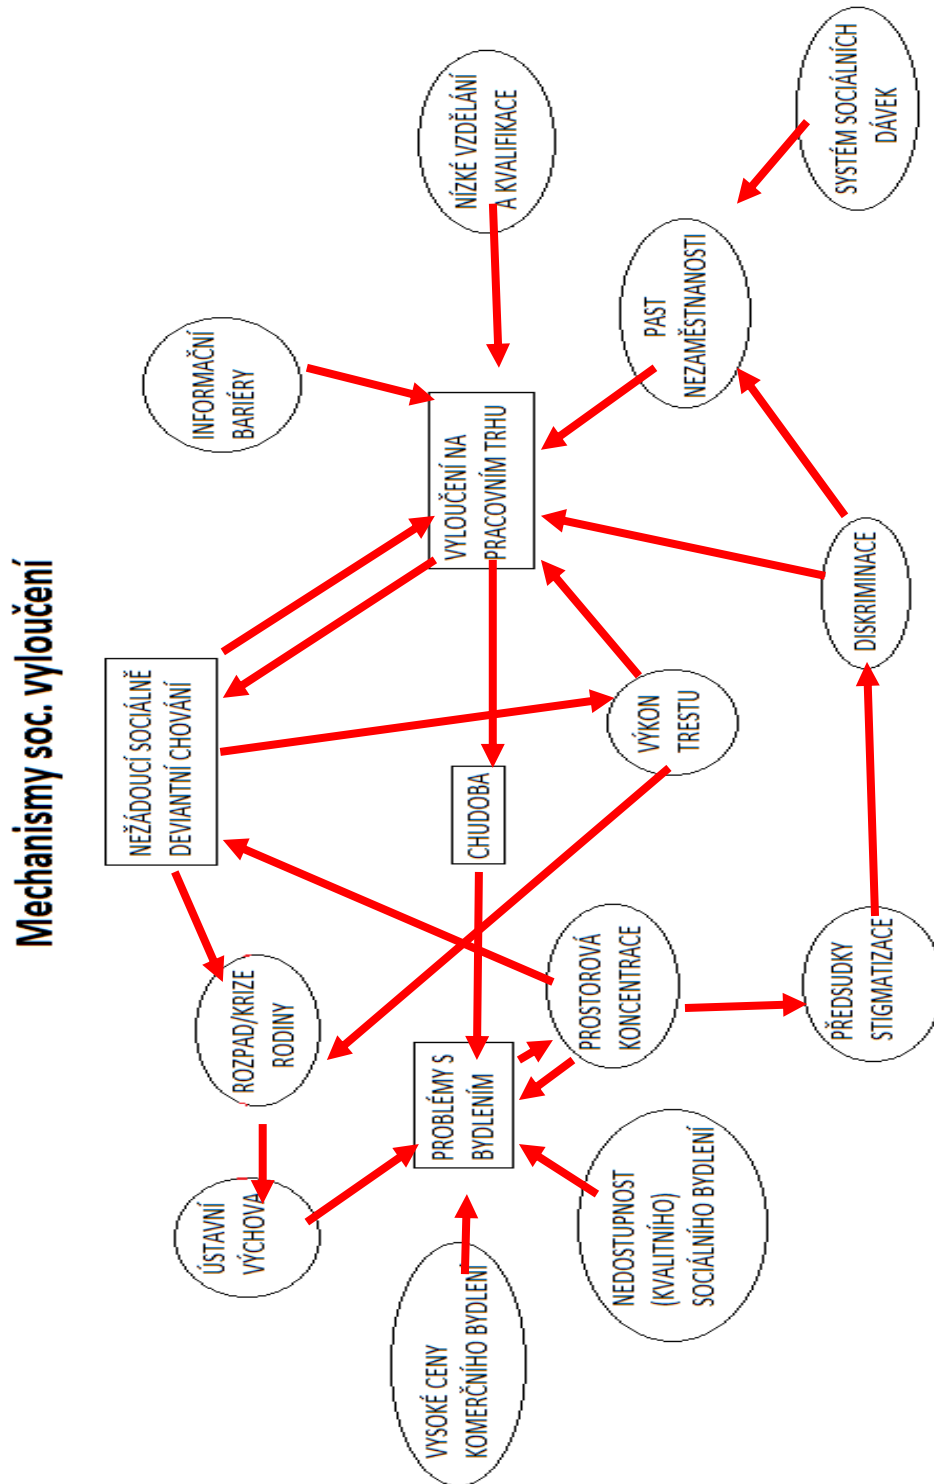 Mechanismy soc. vyloučení
NEŽÁDOUCÍ SOCIÁLNĚ
DEVIANTNÍ CHOVÁNÍ
INFORMAČNÍ
BARIÉRY
ROZPAD/KRIZE
RODINY
ÚSTAVNÍ
VÝCHOVA
NÍZKÉ VZDĚLÁNÍ
A KVALIFIKACE
VYLOUČENÍ NA
PRACOVNÍM TRHU
CHUDOBA
PROBLÉMY S
BYDLENÍM
VYSOKÉ CENY
KOMERČNÍHO BYDLENÍ
PROSTOROVÁ
KONCENTRACE
VÝKON
TRESTU
PAST
NEZAMĚSTNANOSTI
NEDOSTUPNOST
(KVALITNÍHO)
SOCIÁLNÍHO BYDLENÍ
SYSTÉM SOCIÁLNÍCH
DÁVEK
DISKRIMINACE
PŘEDSUDKY
STIGMATIZACE